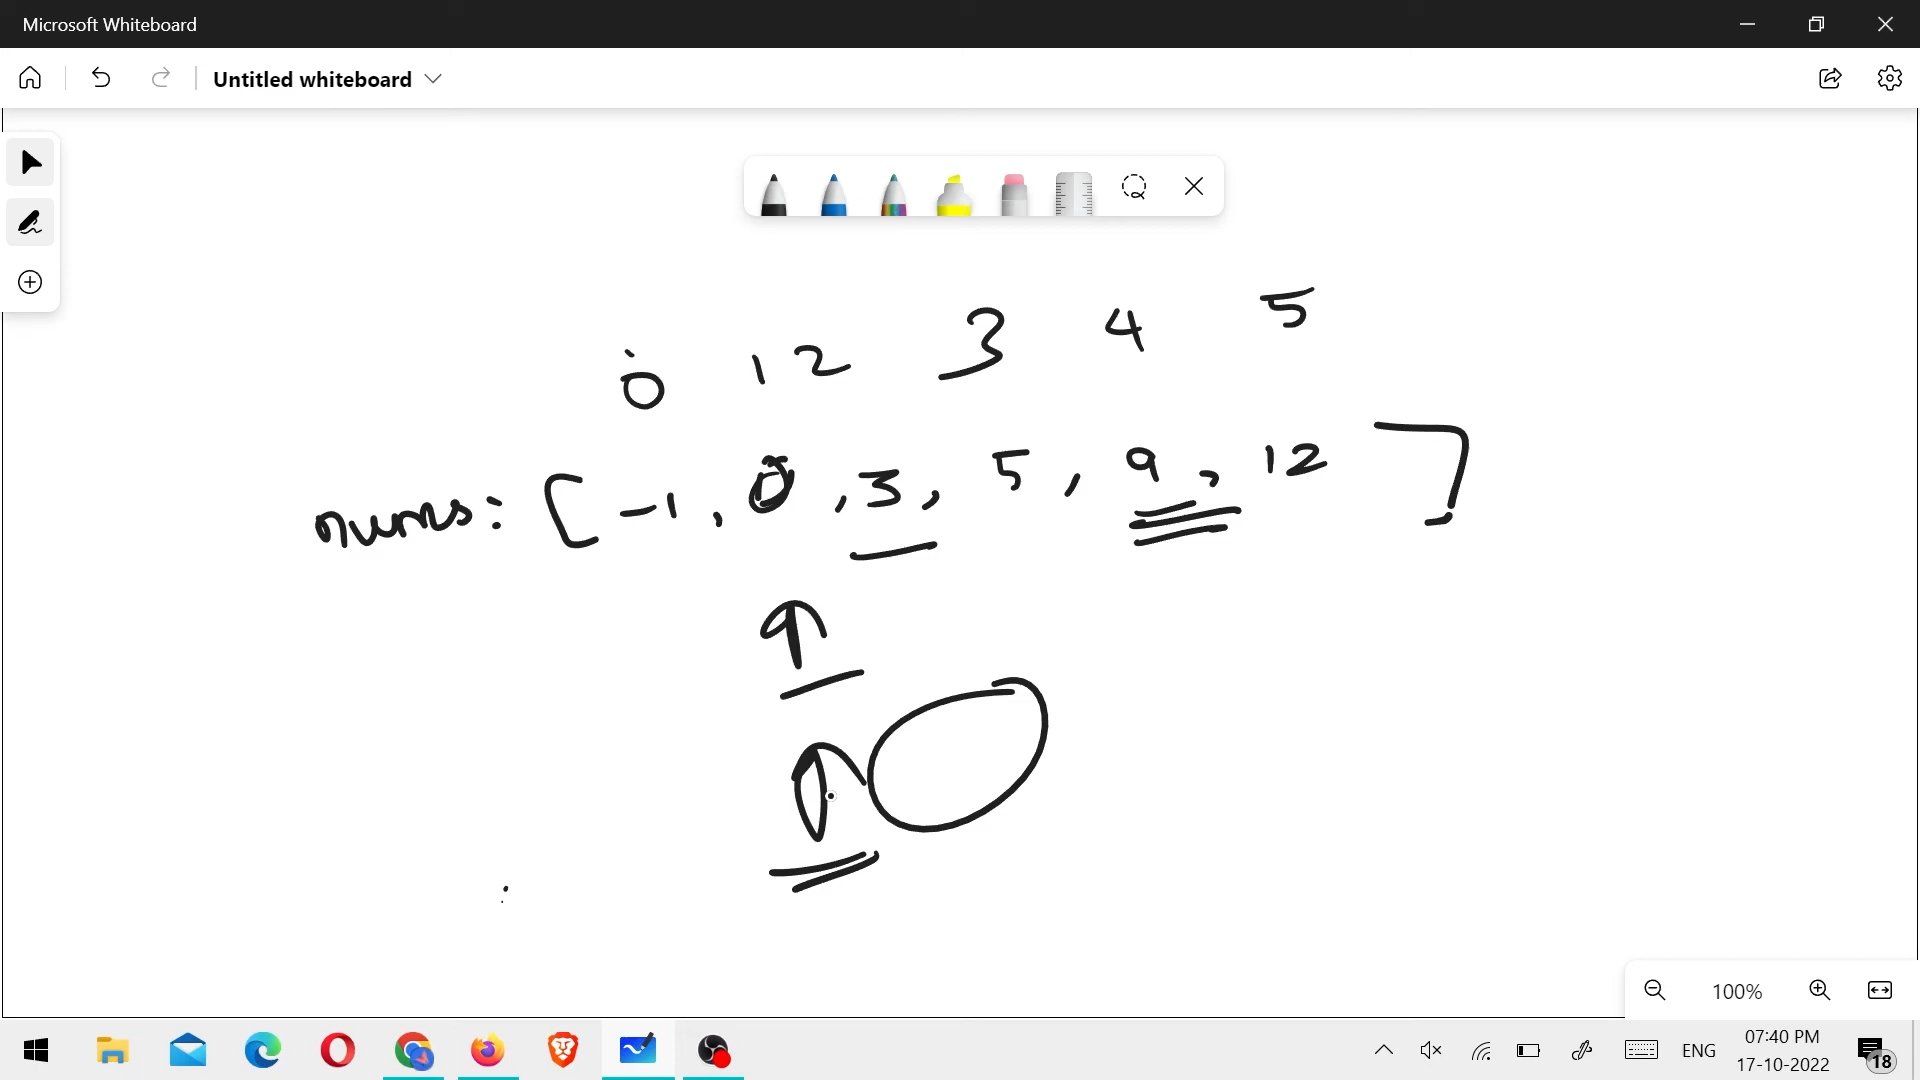 Microsoft Whiteboard
Untitled whiteboard
0 1 2 3 4 5
nums: [-1, 0, 3, 5, 9, 12]
100%
ENG
07:40 PM
17-10-2022
18